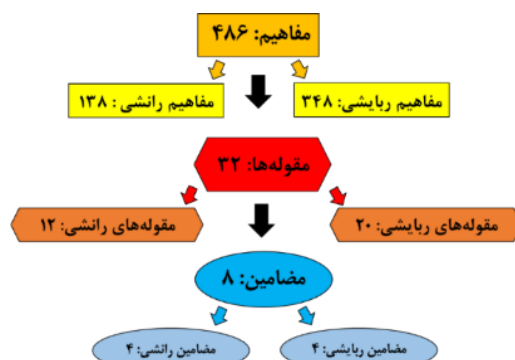 مفاهیم: ۴۸۶
مفاهیم ربایشی: ۳۴۸
مفاهیم رانشی: ۱۳۸
مقوله‌ها: ۳۲
مقوله‌های ربایشی: ۲۰
مقوله‌های رانشی: ۱۲
مضامین: ۸
مضامین ربایشی: ۴
مضامین رانشی: ۴